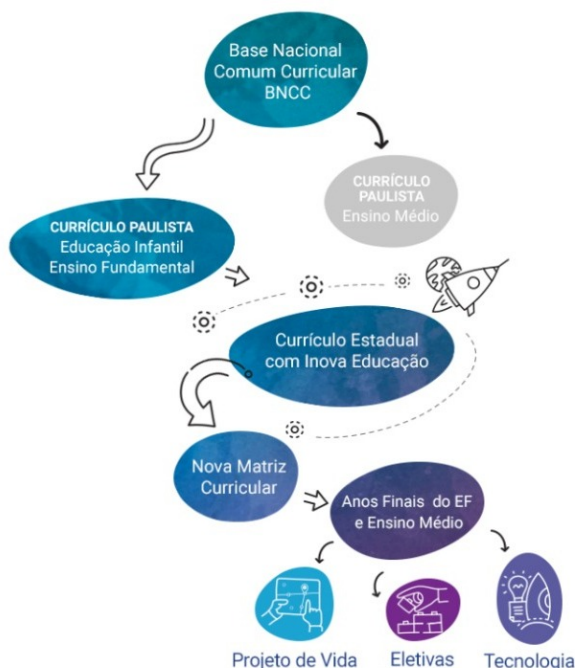 Base Nacional
Comum Curricular
BNCC
CURRÍCULO
PAULISTA
Ensino Médio
CURRÍCULO PAULISTA
Educação Infantil
Ensino Fundamental
Currículo Estadual
com Inova Educação
Nova Matriz
Curricular
Anos Finais do EF
e Ensino Médio
Projeto de Vida
Eletivas
Tecnologia